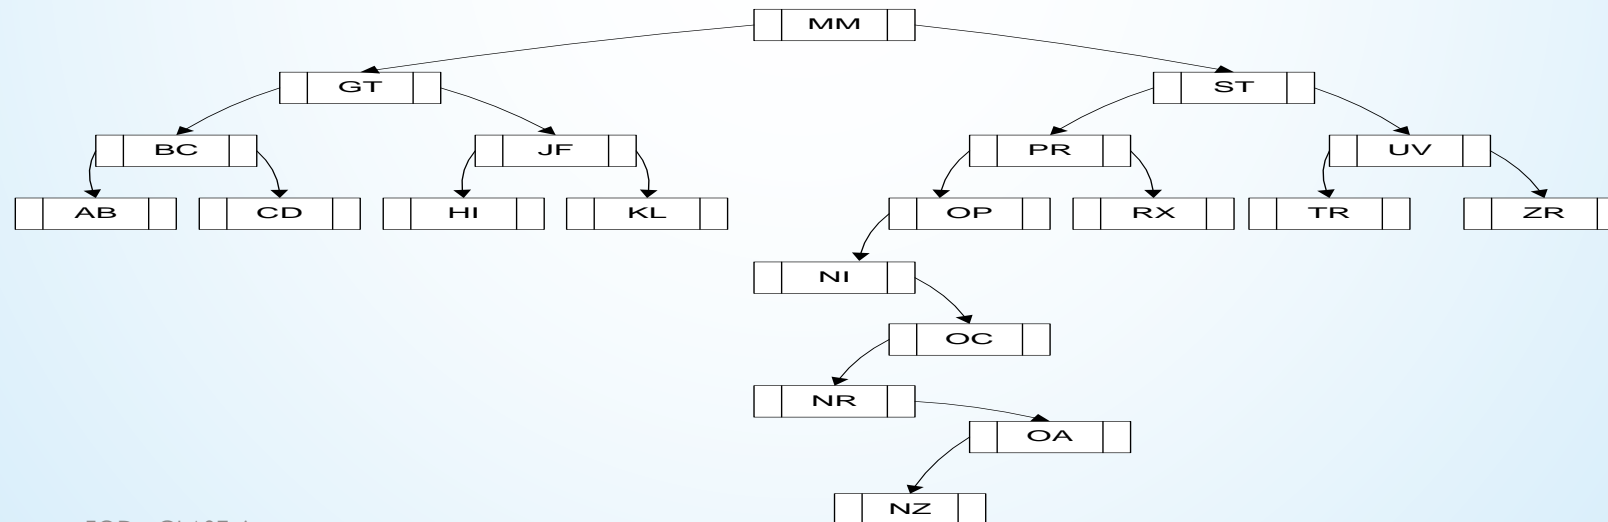 MM
GT ST
BC JF PR UV
AB CD HI KL OP RX TR ZR
NI
OC
NR
OA
NZ